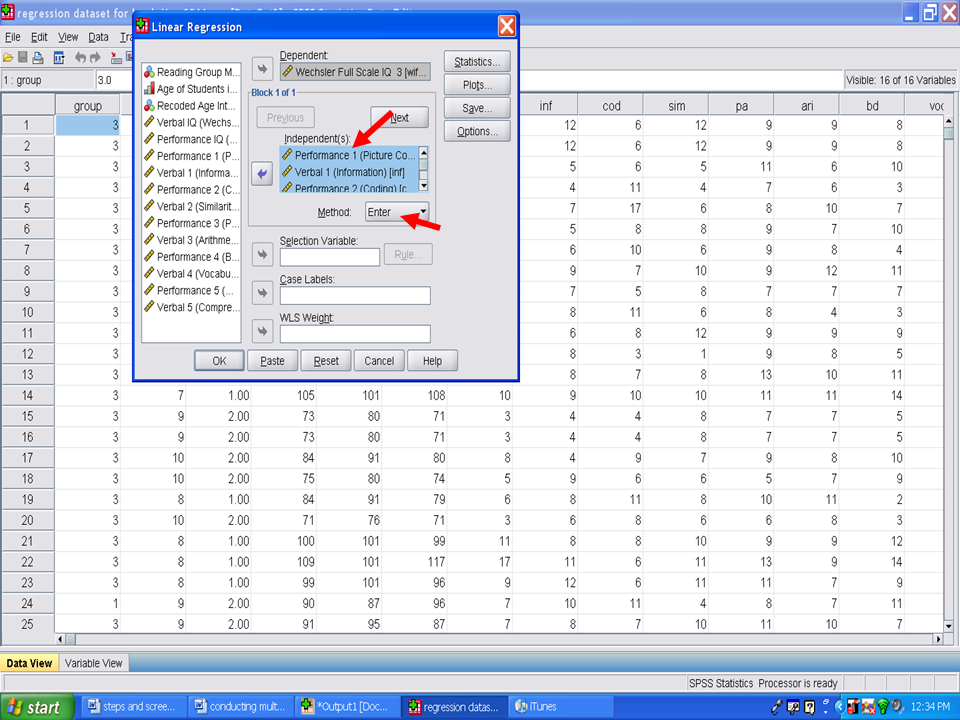 regression dataset for
Linear Regression
File Edit View Data
1 : group 3.0
Visible: 16 of 16 Variables
Reading Group M...
Age of Students i...
Recoded Age Int...
Verbal IQ (Wechs...
Performance IQ (...
Performance 1 (P...
Verbal 1 (Informa...
Performance 2 (C...
Verbal 2 (Similarit...
Performance 3 (P...
Verbal 3 (Arithme...
Performance 4 (B...
Verbal 4 (Vocabu...
Performance 5 (...
Verbal 5 (Compre...
Dependent:
Wechsler Full Scale IQ 3 [wif...
Block 1 of 1
Previous
Next
Independent(s):
Performance 1 (Picture Co...
Verbal 1 (Information) [inf]
Performance 2 (Coding) [c
Method: Enter
Selection Variable:
Rule...
Case Labels:
WLS Weight:
Statistics...
Plots...
Save...
Options...
OK Paste Reset Cancel Help
group inf cod sim pa ari bd voc
1 3 12 6 12 9 9 8
2 3 12 6 12 9 9 8
3 3 5 6 5 11 6 10
4 3 4 11 4 7 6 3
5 3 7 17 6 8 10 7
6 3 5 8 8 9 7 10
7 3 6 10 6 9 8 4
8 3 9 7 10 9 12 11
9 3 7 5 8 7 7 7
10 3 8 11 6 8 4 3
11 3 6 8 12 9 9 9
12 3 8 3 1 9 8 5
13 3 8 7 8 13 10 11
14 3 7 1.00 105 101 108 10 9 10 10 11 11 14
15 3 9 2.00 73 80 71 3 4 4 8 7 7 5
16 3 9 2.00 73 80 71 3 4 4 8 7 7 5
17 3 10 2.00 84 91 80 8 4 9 7 9 8 10
18 3 10 2.00 75 80 74 5 9 6 6 5 7 9
19 3 8 1.00 84 91 79 6 8 11 8 10 11 2
20 3 10 2.00 71 76 71 3 6 8 6 6 8 3
21 3 8 1.00 100 101 99 11 8 8 10 9 9 12
22 3 8 1.00 109 101 117 17 11 6 11 13 9 14
23 3 8 1.00 99 101 96 9 12 6 11 11 7 9
24 1 9 2.00 90 87 96 7 10 11 4 8 7 11
25 3 9 2.00 91 95 87 7 8 7 10 11 10 7
Data View Variable View
SPSS Statistics Processor is ready
start steps and scree... conducting mult... *Output1 [Doc... regression datas... iTunes 12:34 PM